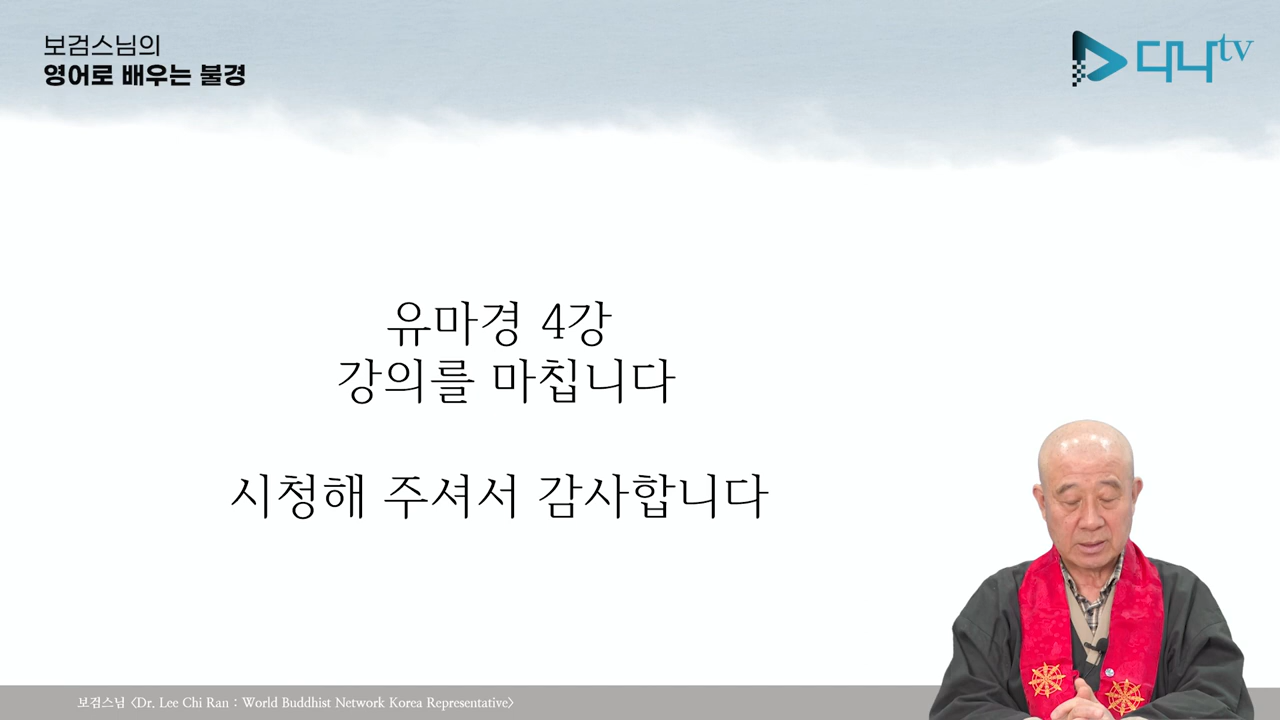 보검스님의
영어로 배우는 불경
디나tv
유마경 4강
강의를 마칩니다
시청해 주셔서 감사합니다
보검스님 <Dr. Lee Chi Ran : World Buddhist Network Korea Representative>